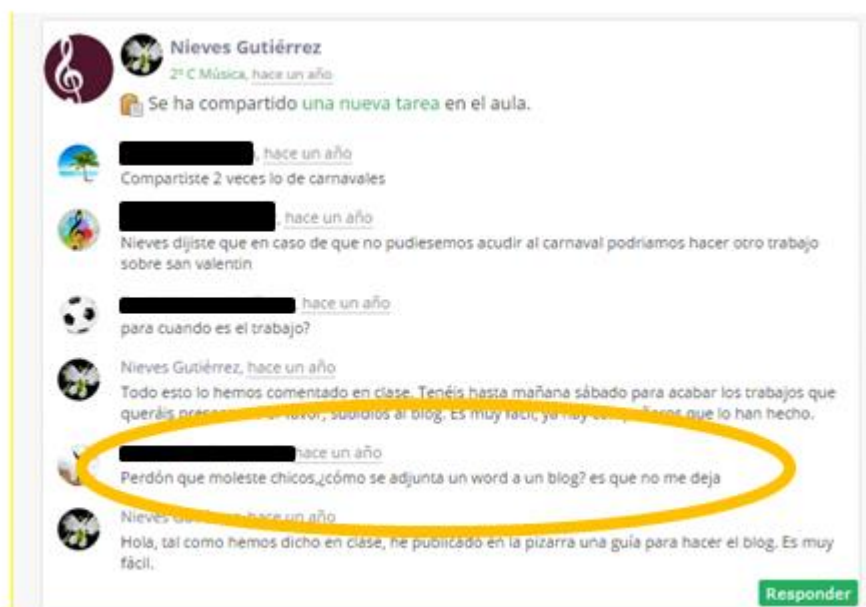 Nieves Gutiérrez
2º C Música, hace un año
Se ha compartido una nueva tarea en el aula.
, hace un año
Compartiste 2 veces lo de carnavales
, hace un año
Nieves dijiste que en caso de que no pudiesemos acudir al carnaval podriamos hacer otro trabajo
sobre san valentin
hace un año
para cuando es el trabajo?
Nieves Gutiérrez, hace un año
Todo esto lo hemos comentado en clase. Tenéis hasta mañana sábado para acabar los trabajos que
queráis favor, subidlos al blog. Es muy fácil, ya hay compañeros que lo han hecho.
hace un año
Perdón que moleste chicos,¿cómo se adjunta un word a un blog? es que no me deja
Nieves Gutiérrez, hace un año
Hola, tal como hemos dicho en clase, he publicado en la pizarra una guía para hacer el blog. Es muy
fácil.
Responder